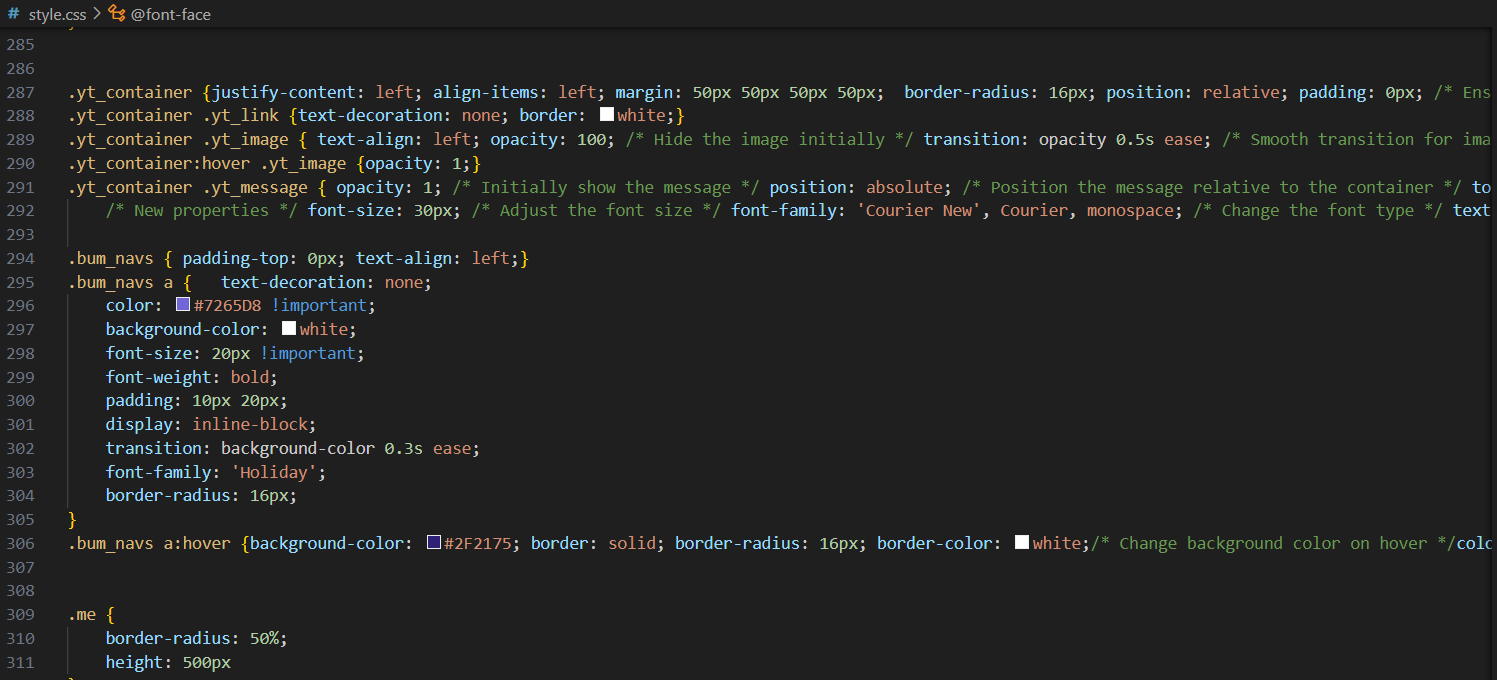 # style.css > @font-face
285
286
287 .yt_container {justify-content: left; align-items: left; margin: 50px 50px 50px 50px;  border-radius: 16px; position: relative; padding: 0px; /* Ens
288 .yt_container .yt_link {text-decoration: none; border: white;}
289 .yt_container .yt_image { text-align: left; opacity: 100; /* Hide the image initially */ transition: opacity 0.5s ease; /* Smooth transition for ima
290 .yt_container:hover .yt_image {opacity: 1;}
291 .yt_container .yt_message { opacity: 1; /* Initially show the message */ position: absolute; /* Position the message relative to the container */ to
292     /* New properties */ font-size: 30px; /* Adjust the font size */ font-family: 'Courier New', Courier, monospace; /* Change the font type */ text
293
294 .bum_navs { padding-top: 0px; text-align: left;}
295 .bum_navs a {   text-decoration: none;
296     color: #7265D8 !important;
297     background-color: white;
298     font-size: 20px !important;
299     font-weight: bold;
300     padding: 10px 20px;
301     display: inline-block;
302     transition: background-color 0.3s ease;
303     font-family: 'Holiday';
304     border-radius: 16px;
305 }
306 .bum_navs a:hover {background-color: #2F2175; border: solid; border-radius: 16px; border-color: white;/* Change background color on hover */colo
307
308
309 .me {
310     border-radius: 50%;
311     height: 500px